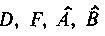 D, F, Â, B̂